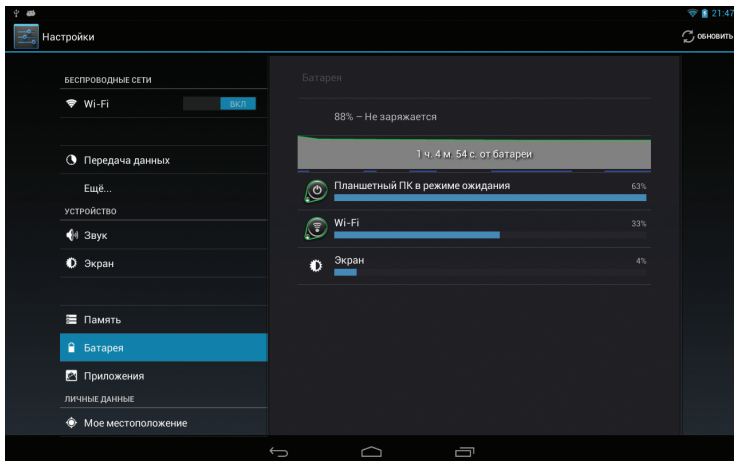 21:47
Настройки
ОБНОВИТЬ
БЕСПРОВОДНЫЕ СЕТИ
Wi-Fi
ВКЛ
Передача данных
Ещё...
УСТРОЙСТВО
Звук
Экран
Память
Батарея
Приложения
ЛИЧНЫЕ ДАННЫЕ
Мое местоположение
Батарея
88% – Не заряжается
1 ч. 4 м. 54 с. от батареи
Планшетный ПК в режиме ожидания 63%
Wi-Fi 33%
Экран 4%